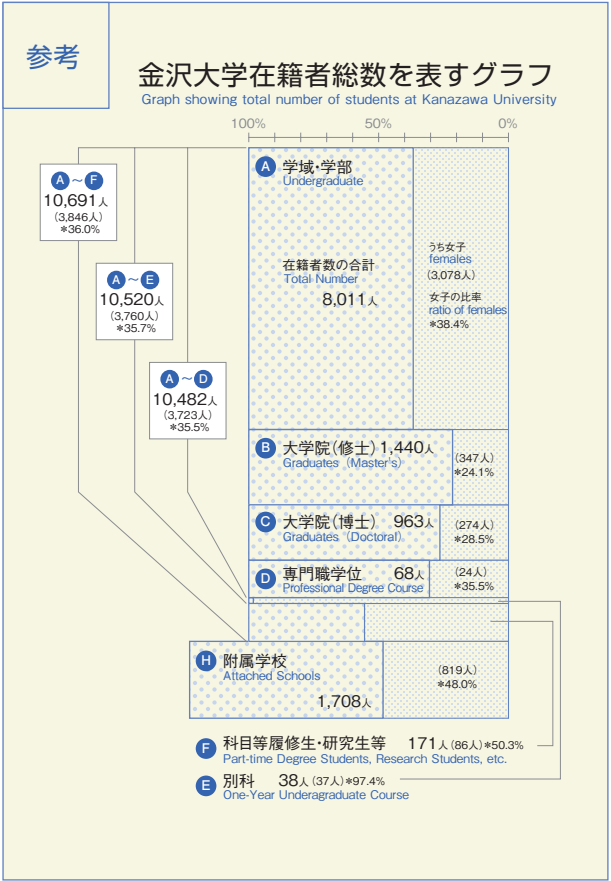 参考
金沢大学在籍者総数を表すグラフ
Graph showing total number of students at Kanazawa University
100% 50% 0%
A~F
10,691人
(3,846人)
*36.0%
A~E
10,520人
(3,760人)
*35.7%
A~D
10,482人
(3,723人)
*35.5%
A 学域・学部
Undergraduate
在籍者数の合計
Total Number
8,011人
うち女子
females
(3,078人)
女子の比率
ratio of females
*38.4%
B 大学院(修士)1,440人
Graduates (Master's)
(347人)
*24.1%
C 大学院(博士) 963人
Graduates (Doctoral)
(274人)
*28.5%
D 専門職学位 68人
Professional Degree Course
(24人)
*35.5%
H 附属学校
Attached Schools
1,708人
(819人)
*48.0%
F 科目等履修生・研究生等 171人(86人)*50.3%
Part-time Degree Students, Research Students, etc.
E 別科 38人(37人)*97.4%
One-Year Underagraduate Course